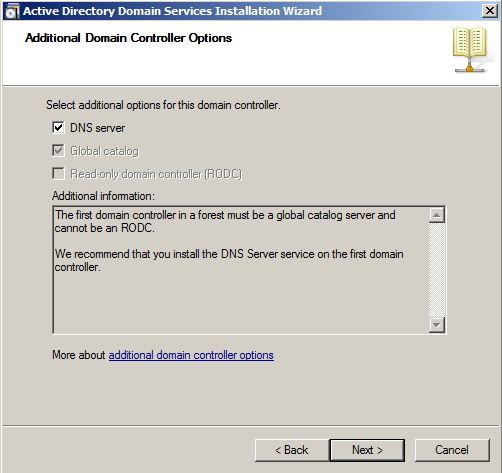 Active Directory Domain Services Installation Wizard
Additional Domain Controller Options
Select additional options for this domain controller.
DNS server
Global catalog
Read-only domain controller (RODC)
Additional information:
The first domain controller in a forest must be a global catalog server and
cannot be an RODC.
We recommend that you install the DNS Server service on the first domain
controller.
More about additional domain controller options
< Back
Next >
Cancel